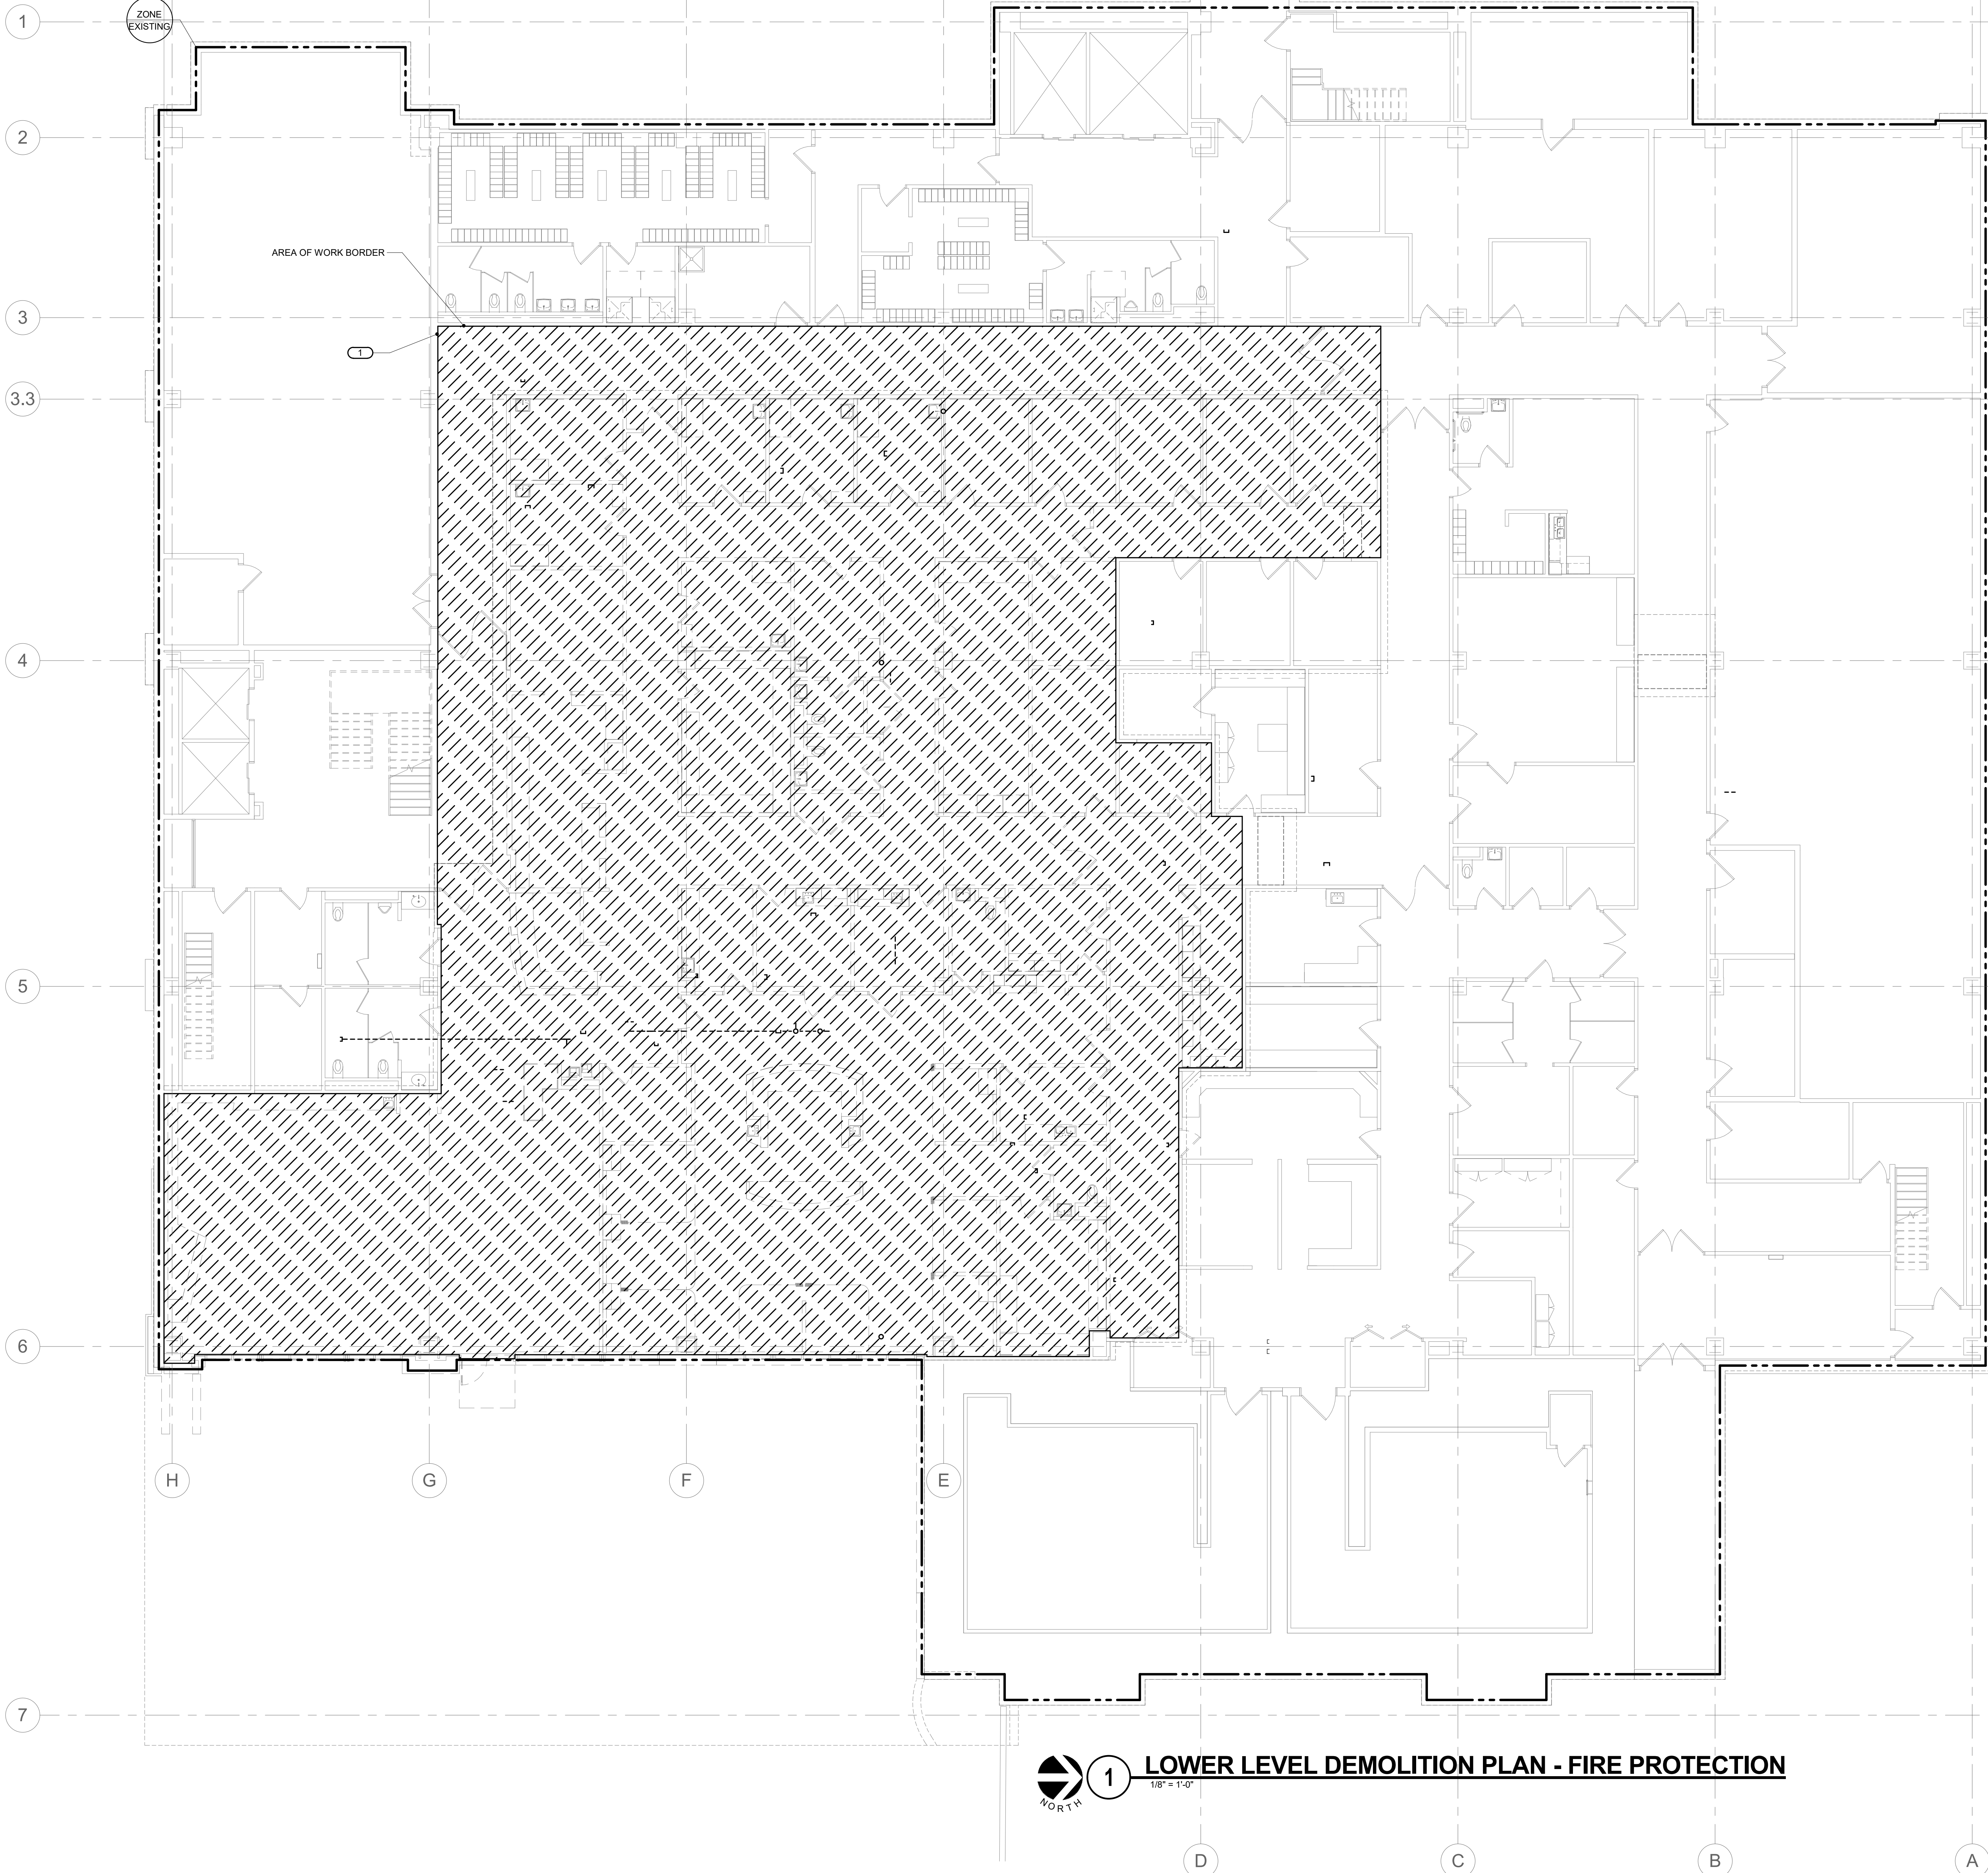 1
ZONE
EXISTING
2
AREA OF WORK BORDER
3
1
3.3
4
5
6
H
G
F
E
7
1
LOWER LEVEL DEMOLITION PLAN - FIRE PROTECTION
1/8" = 1'-0"
NORTH
D
C
B
A